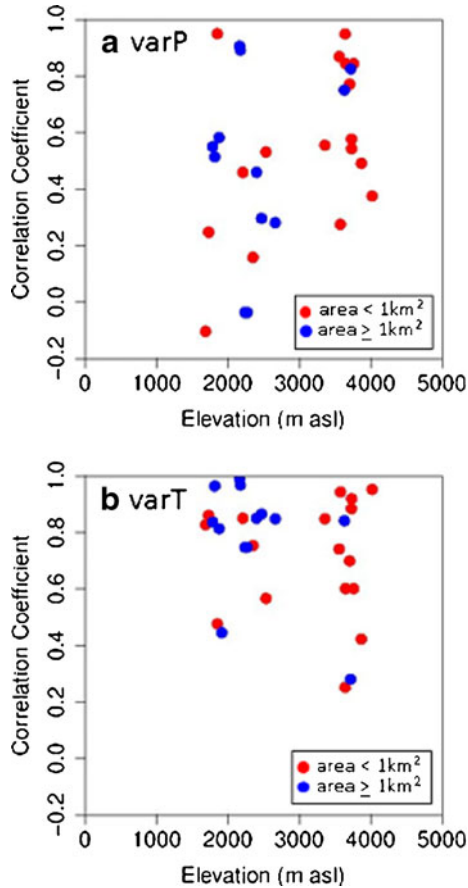 a varP
Correlation Coefficient
1.0
0.8
0.6
0.4
0.2
0.0
−0.2
area < 1km²
area ≥ 1km²
0 1000 2000 3000 4000 5000
Elevation (m asl)
b varT
Correlation Coefficient
1.0
0.8
0.6
0.4
0.2
0.0
−0.2
area < 1km²
area ≥ 1km²
0 1000 2000 3000 4000 5000
Elevation (m asl)